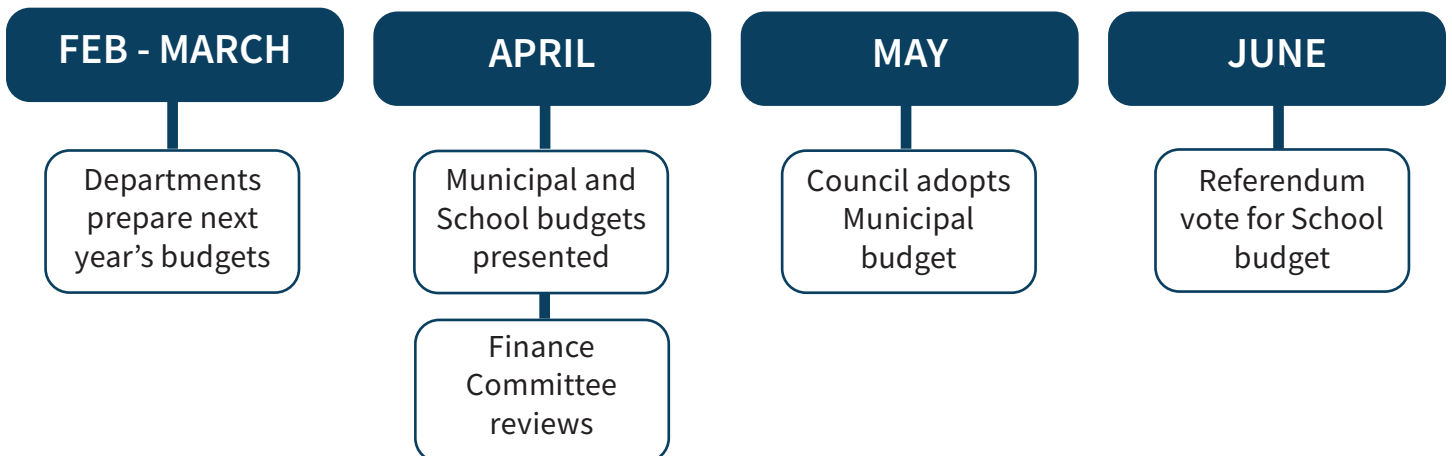 FEB - MARCH
Departments
prepare next
year’s budgets
APRIL
Municipal and
School budgets
presented
Finance
Committee
reviews
MAY
Council adopts
Municipal
budget
JUNE
Referendum
vote for School
budget